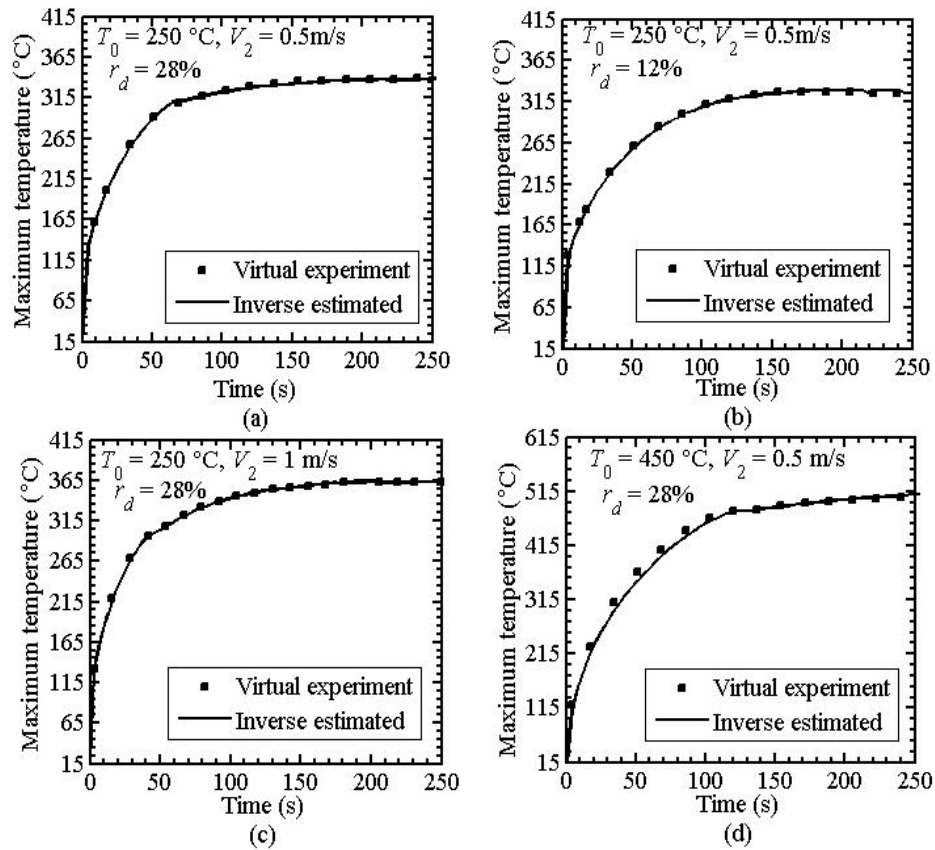 415
365
315
265
215
165
115
65
15
Maximum temperature (°C)
T₀ = 250 °C, V₂ = 0.5m/s
r_d = 28%
Virtual experiment
Inverse estimated
0 50 100 150 200 250
Time (s)
(a)
415
365
315
265
215
165
115
65
15
Maximum temperature (°C)
T₀ = 250 °C, V₂ = 0.5m/s
r_d = 12%
Virtual experiment
Inverse estimated
0 50 100 150 200 250
Time (s)
(b)
415
365
315
265
215
165
115
65
15
Maximum temperature (°C)
T₀ = 250 °C, V₂ = 1 m/s
r_d = 28%
Virtual experiment
Inverse estimated
0 50 100 150 200 250
Time (s)
(c)
615
515
415
315
215
115
15
Maximum temperature (°C)
T₀ = 450 °C, V₂ = 0.5 m/s
r_d = 28%
Virtual experiment
Inverse estimated
0 50 100 150 200 250
Time (s)
(d)